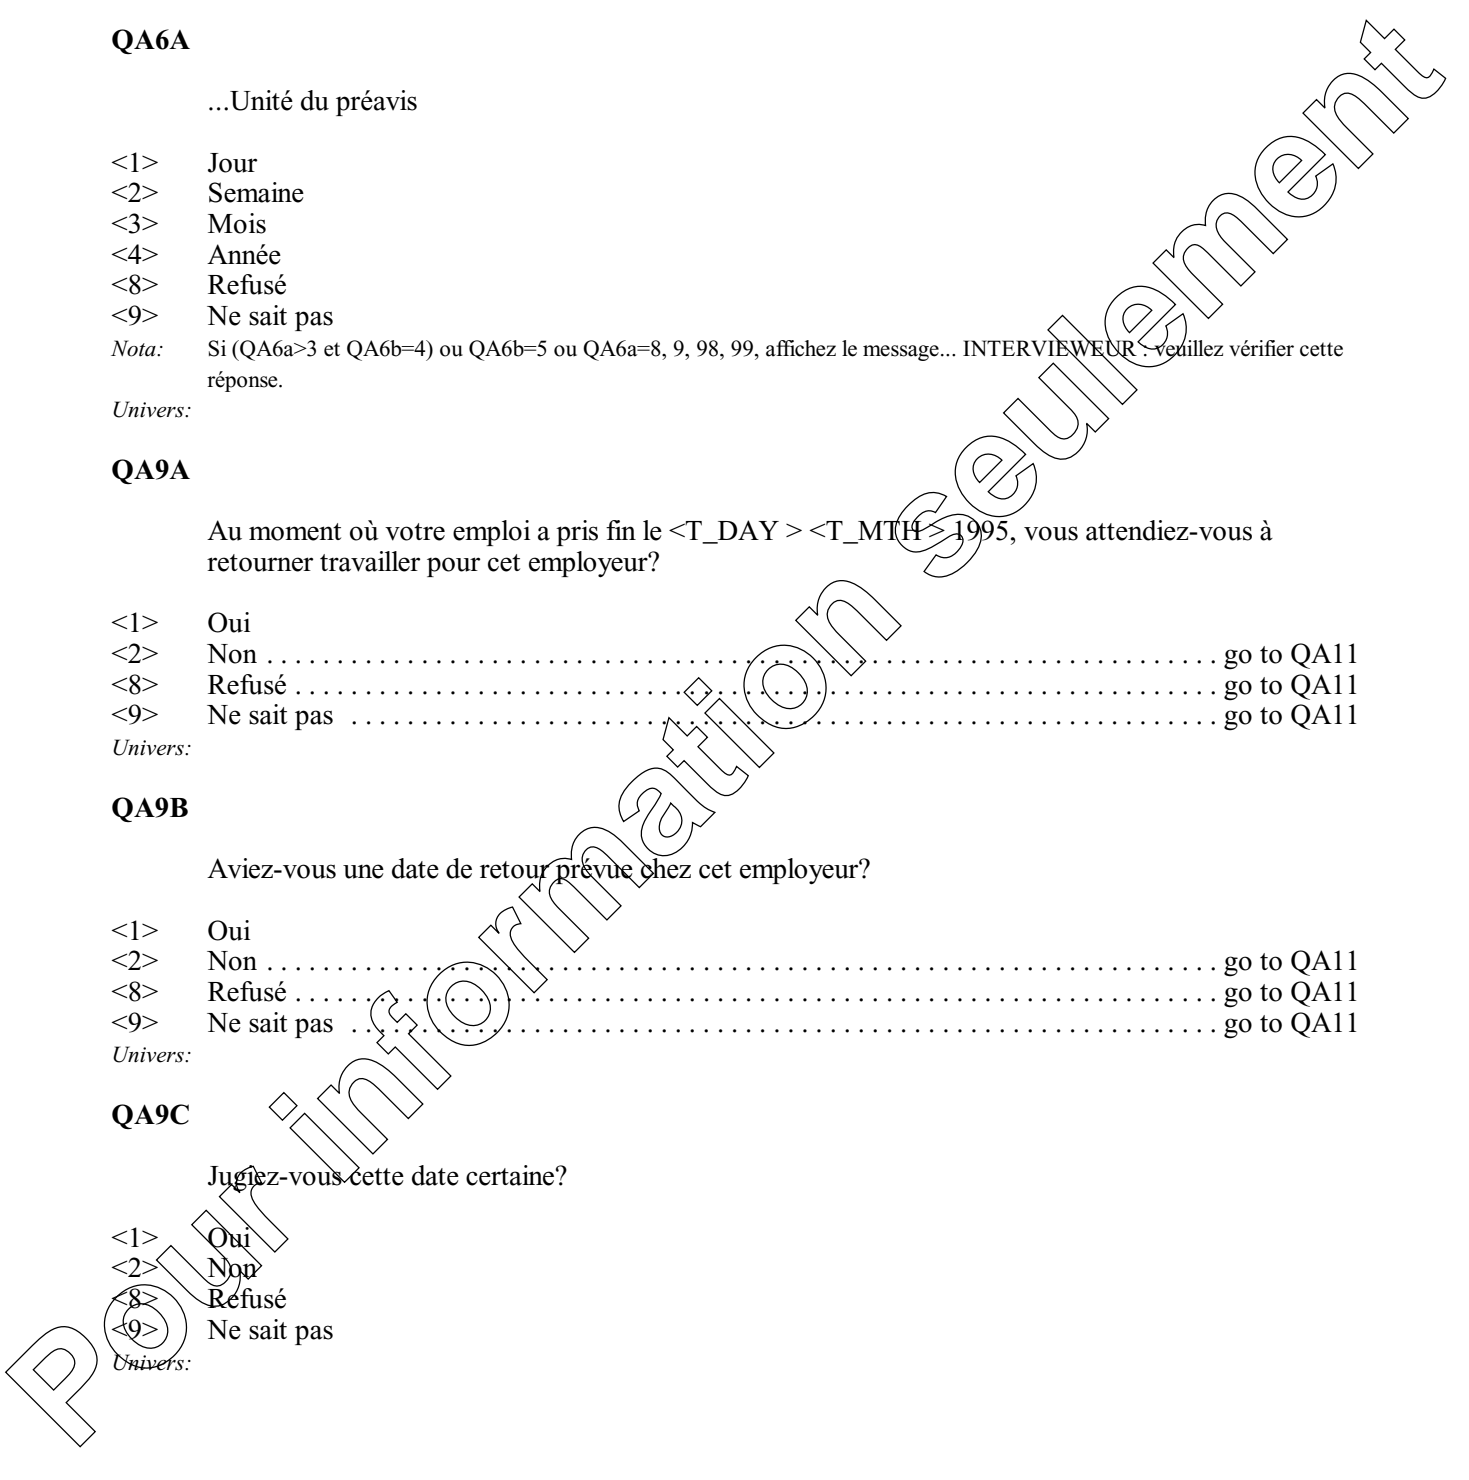 QA6A
...Unité du préavis
<1> Jour
<2> Semaine
<3> Mois
<4> Année
<8> Refusé
<9> Ne sait pas
Nota: Si (QA6a>3 et QA6b=4) ou QA6b=5 ou QA6a=8, 9, 98, 99, affichez le message... INTERVIEWEUR : veuillez vérifier cette
réponse.
Univers:
QA9A
Au moment où votre emploi a pris fin le <T_DAY > <T_MTH > 1995, vous attendiez-vous à
retourner travailler pour cet employeur?
<1> Oui
<2> Non . . . . . . . . . . . . . . . . . . . . . . . . . . . . . . . . . . . . . . . . go to QA11
<8> Refusé . . . . . . . . . . . . . . . . . . . . . . . . . . . . . . . . . . . . . . . . go to QA11
<9> Ne sait pas . . . . . . . . . . . . . . . . . . . . . . . . . . . . . . . . . . . . . . . . go to QA11
Univers:
QA9B
Aviez-vous une date de retour prévue chez cet employeur?
<1> Oui
<2> Non . . . . . . . . . . . . . . . . . . . . . . . . . . . . . . . . . . . . . . . . go to QA11
<8> Refusé . . . . . . . . . . . . . . . . . . . . . . . . . . . . . . . . . . . . . . . . go to QA11
<9> Ne sait pas . . . . . . . . . . . . . . . . . . . . . . . . . . . . . . . . . . . . . . . . go to QA11
Univers:
QA9C
Jugiez-vous cette date certaine?
<1> Oui
<2> Non
<8> Refusé
<9> Ne sait pas
Univers:
Pour information seulement